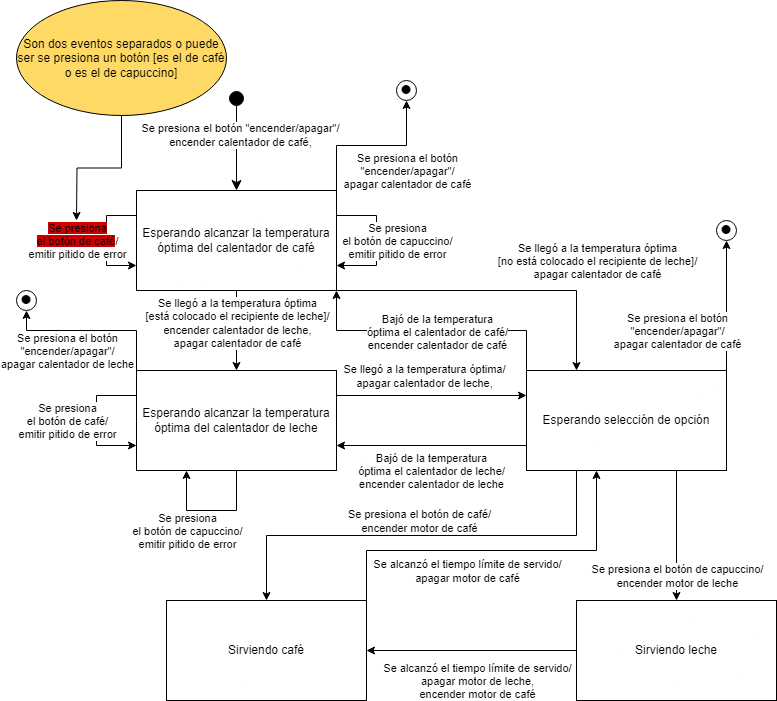 Son dos eventos separados o puede
ser se presiona un botón [es el de café
o es el de capuccino]
Se presiona el botón "encender/apagar"/
encender calentador de café,
Se presiona el botón
"encender/apagar"/
apagar calentador de café
Se presiona
el botón de café/
emitir pitido de error
Esperando alcanzar la temperatura
óptima del calentador de café
Se presiona
el botón de capuccino/
emitir pitido de error
Se llegó a la temperatura óptima
[no está colocado el recipiente de leche]/
apagar calentador de café
Se llegó a la temperatura óptima
[está colocado el recipiente de leche]/
encender calentador de leche,
apagar calentador de café
Bajó de la temperatura
óptima el calentador de café/
encender calentador de café
Se presiona el botón
"encender/apagar"/
apagar calentador de café
Se presiona el botón
"encender/apagar"/
apagar calentador de leche
Se llegó a la temperatura óptima/
apagar calentador de leche,
Se presiona
el botón de café/
emitir pitido de error
Esperando alcanzar la temperatura
óptima del calentador de leche
Esperando selección de opción
Bajó de la temperatura
óptima el calentador de leche/
encender calentador de leche
Se presiona
el botón de capuccino/
emitir pitido de error
Se presiona el botón de café/
encender motor de café
Se alcanzó el tiempo límite de servido/
apagar motor de café
Se presiona el botón de capuccino/
encender motor de leche
Sirviendo café
Sirviendo leche
Se alcanzó el tiempo límite de servido/
apagar motor de leche,
encender motor de café